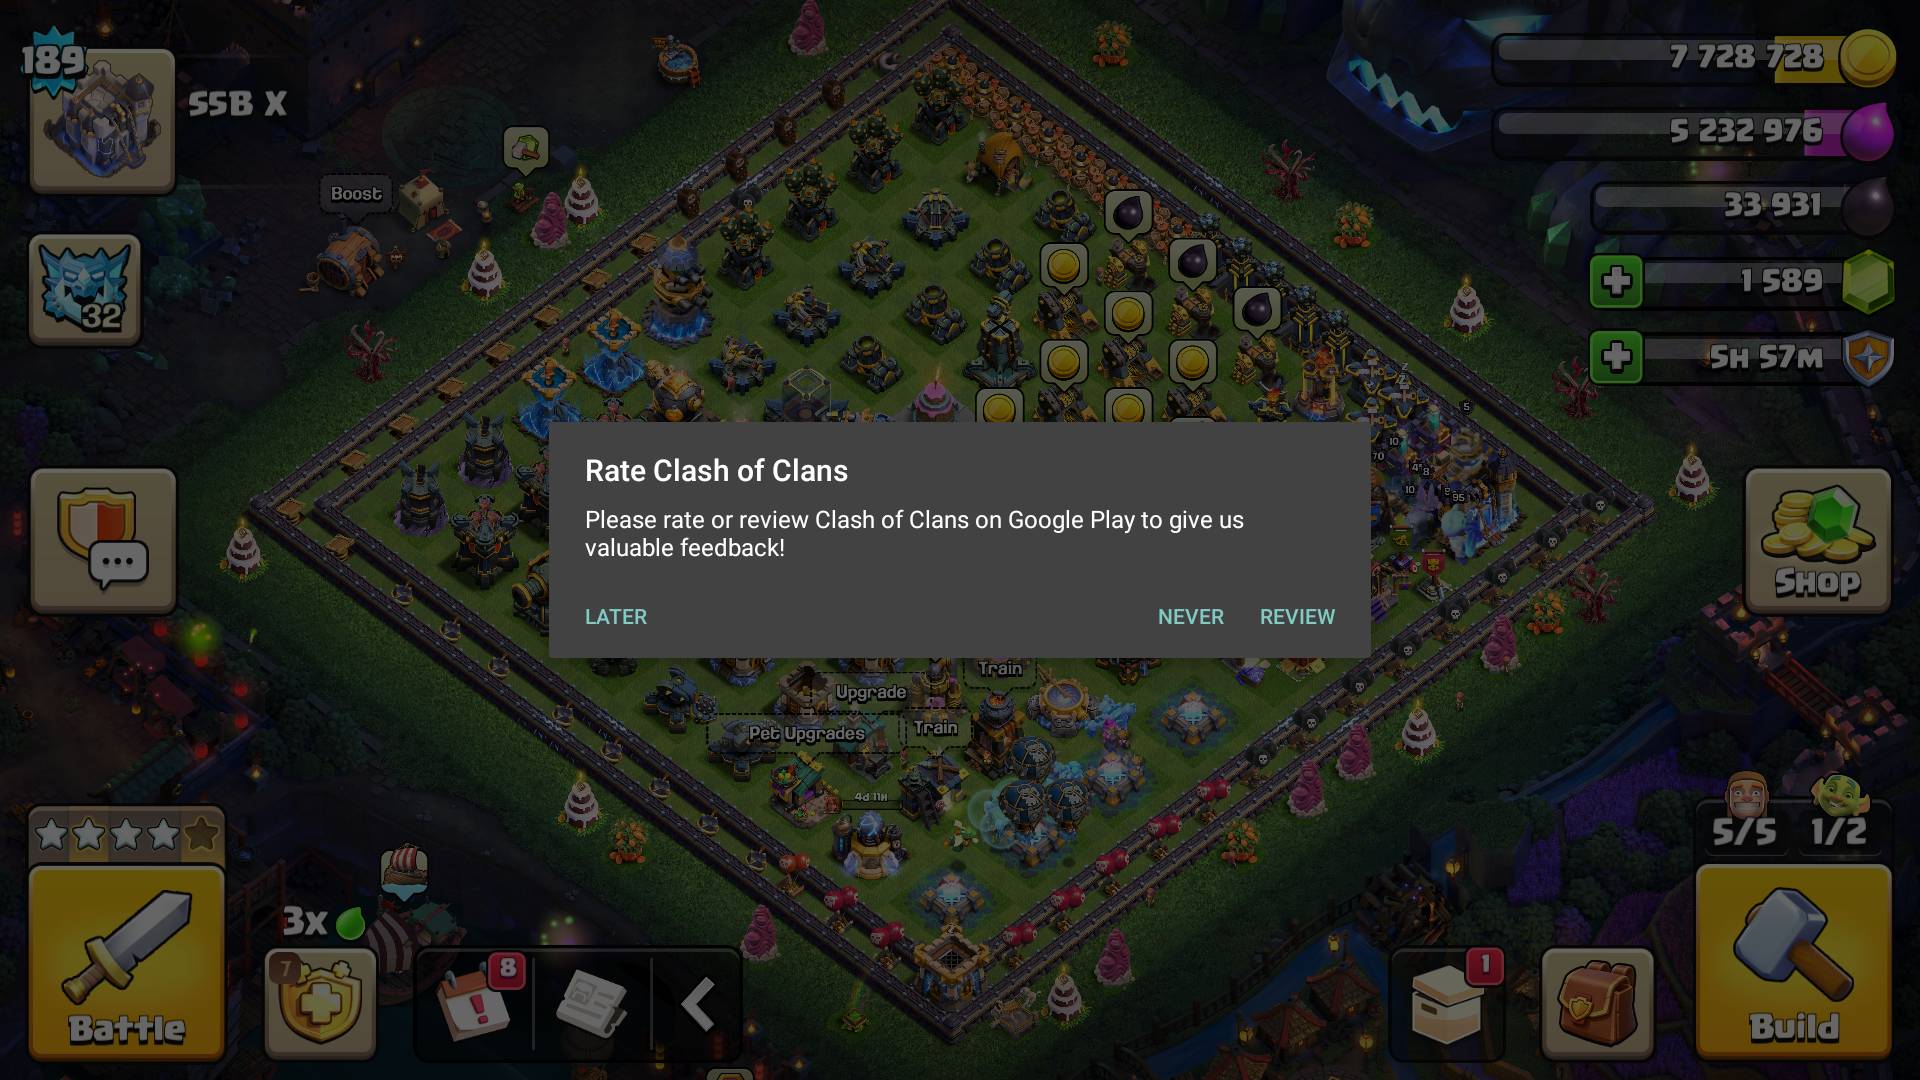 189
SSB X
7 728 728
5 232 976
33 931
1 589
5H 57M
Boost
32
Rate Clash of Clans
Please rate or review Clash of Clans on Google Play to give us
valuable feedback!
LATER
NEVER
REVIEW
Shop
Train
Upgrade
Pet Upgrades
Train
4d 11H
5/5
1/2
3x
7
8
1
Battle
Build